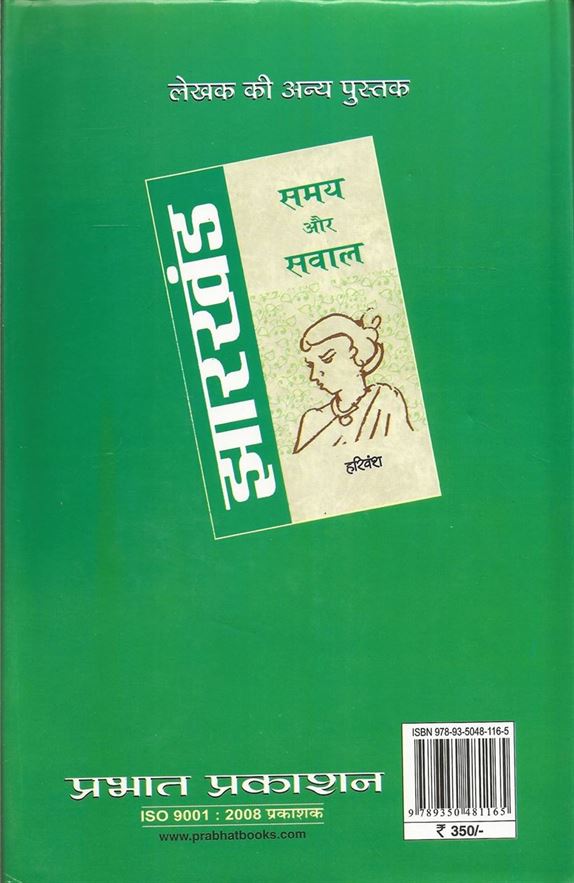 लेखक की अन्य पुस्तक
झारखंड
समय
और
सवाल
हरिवंश
प्रभात प्रकाशन
ISO 9001 : 2008 प्रकाशक
www.prabhatbooks.com
ISBN 978-93-5048-116-5
9 789350 481165
₹ 350/-